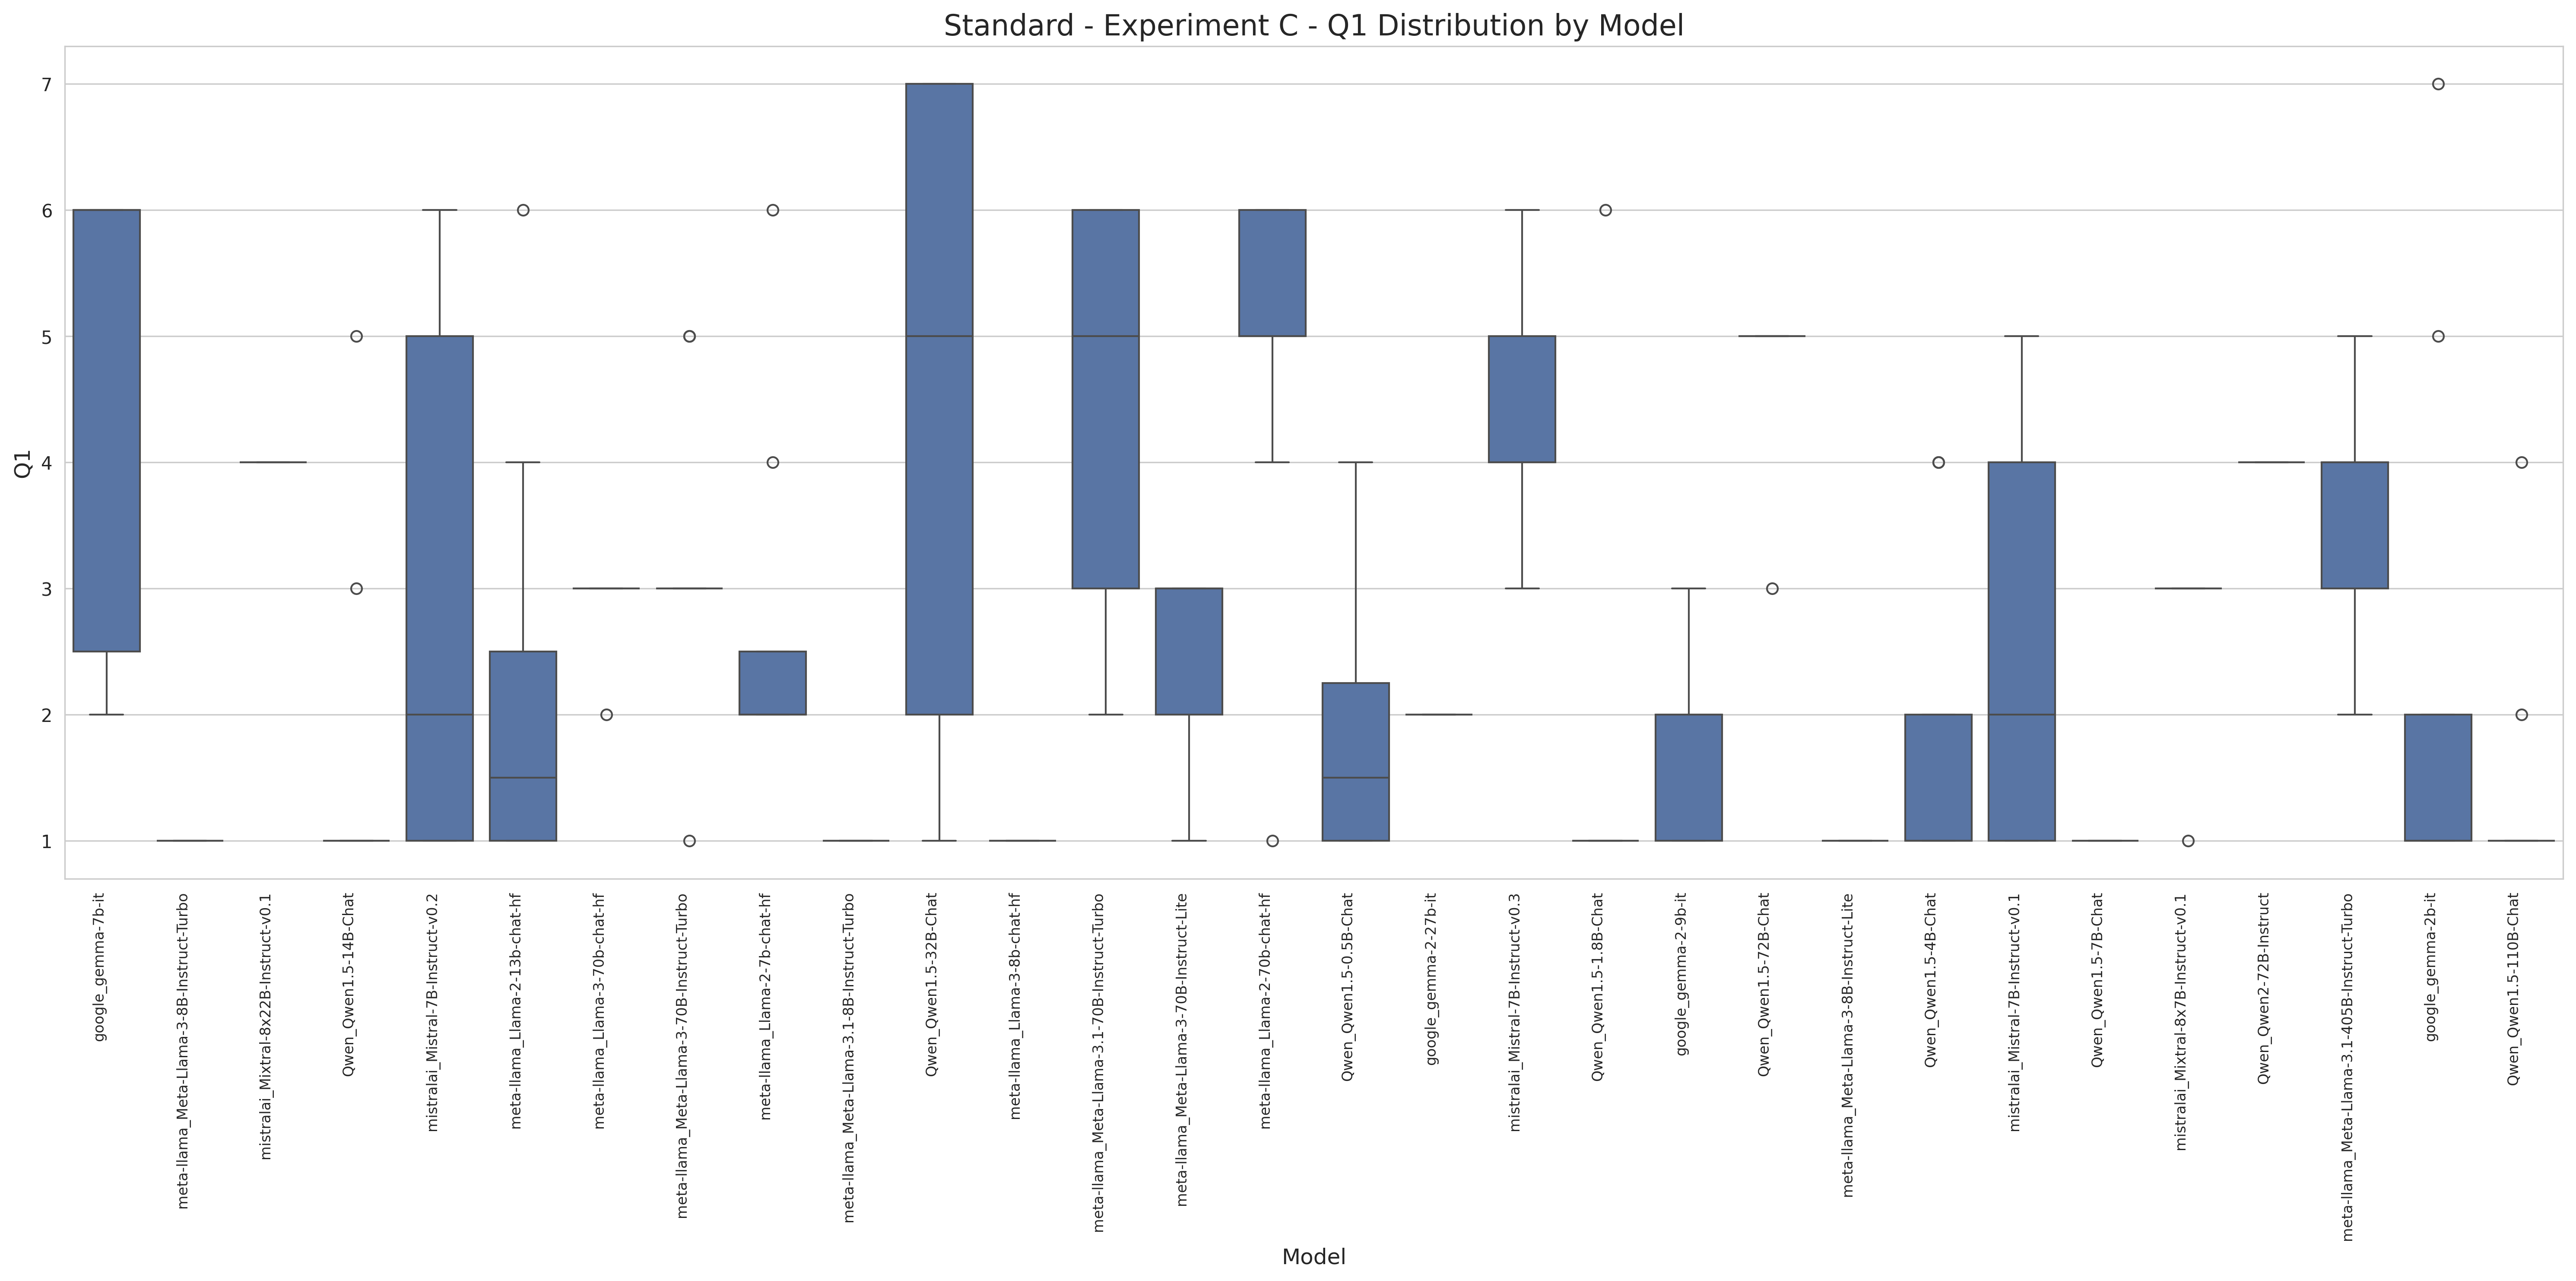 Standard - Experiment C - Q1 Distribution by Model
Q1
7
6
5
4
3
2
1
google_gemma-7b-it
meta-llama_Meta-Llama-3-8B-Instruct-Turbo
mistralai_Mixtral-8x22B-Instruct-v0.1
Qwen_Qwen1.5-14B-Chat
mistralai_Mistral-7B-Instruct-v0.2
meta-llama_Llama-2-13b-chat-hf
meta-llama_Llama-3-70b-chat-hf
meta-llama_Meta-Llama-3-70B-Instruct-Turbo
meta-llama_Llama-2-7b-chat-hf
meta-llama_Meta-Llama-3.1-8B-Instruct-Turbo
Qwen_Qwen1.5-32B-Chat
meta-llama_Llama-3-8b-chat-hf
meta-llama_Meta-Llama-3.1-70B-Instruct-Turbo
meta-llama_Meta-Llama-3-70B-Instruct-Lite
meta-llama_Llama-2-70b-chat-hf
Qwen_Qwen1.5-0.5B-Chat
google_gemma-2-27b-it
mistralai_Mistral-7B-Instruct-v0.3
Qwen_Qwen1.5-1.8B-Chat
google_gemma-2-9b-it
Qwen_Qwen1.5-72B-Chat
meta-llama_Meta-Llama-3-8B-Instruct-Lite
Qwen_Qwen1.5-4B-Chat
mistralai_Mistral-7B-Instruct-v0.1
Qwen_Qwen1.5-7B-Chat
mistralai_Mixtral-8x7B-Instruct-v0.1
Qwen_Qwen2-72B-Instruct
meta-llama_Meta-Llama-3.1-405B-Instruct-Turbo
google_gemma-2b-it
Qwen_Qwen1.5-110B-Chat
Model